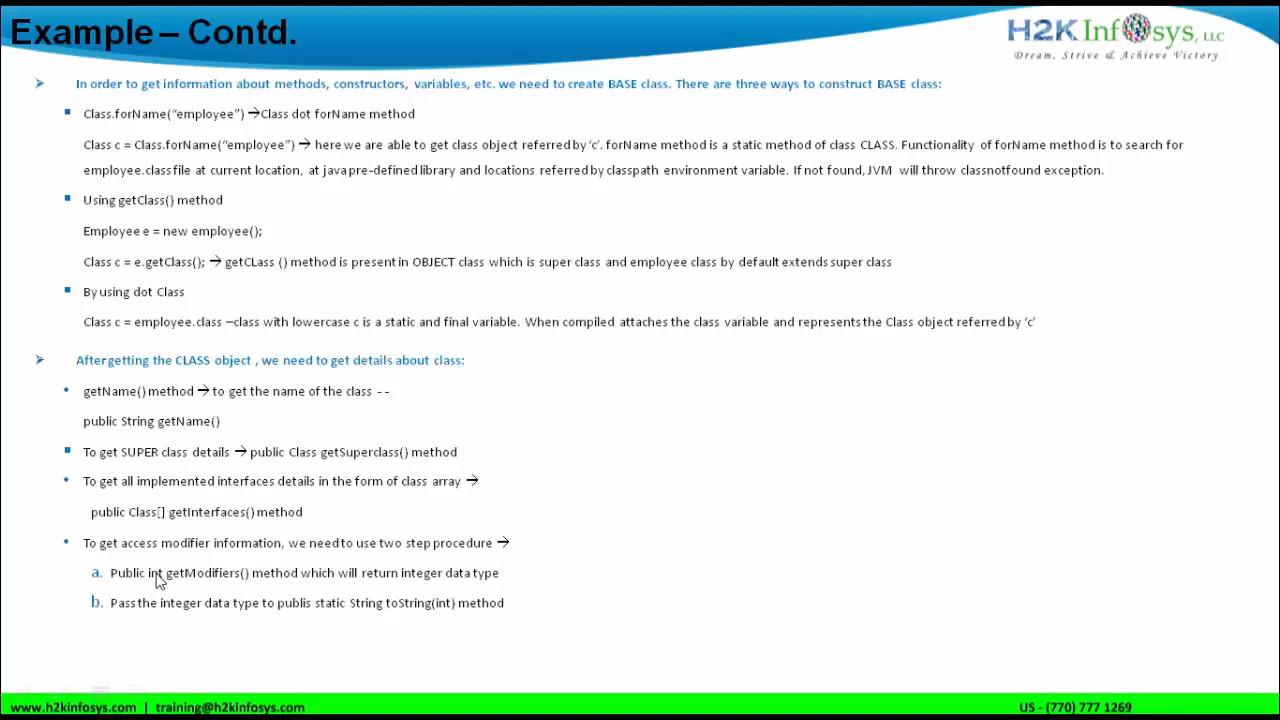 Example – Contd.
H2K Infosys, LLC
Dream, Strive & Achieve Victory
In order to get information about methods, constructors, variables, etc. we need to create BASE class. There are three ways to construct BASE class:
Class.forName(“employee”) →Class dot forName method
Class c = Class.forName(“employee”) → here we are able to get class object referred by ‘c’. forName method is a static method of class CLASS. Functionality of forName method is to search for
employee.class file at current location, at java pre-defined library and locations referred by classpath environment variable. If not found, JVM will throw classnotfound exception.
Using getClass() method
Employee e = new employee();
Class c = e.getClass(); → getCLass () method is present in OBJECT class which is super class and employee class by default extends super class
By using dot Class
Class c = employee.class –class with lowercase c is a static and final variable. When compiled attaches the class variable and represents the Class object referred by ‘c’
After getting the CLASS object , we need to get details about class:
getName() method → to get the name of the class - -
public String getName()
To get SUPER class details → public Class getSuperclass() method
To get all implemented interfaces details in the form of class array →
public Class[] getInterfaces() method
To get access modifier information, we need to use two step procedure →
a. Public int getModifiers() method which will return integer data type
b. Pass the integer data type to publis static String toString(int) method
www.h2kinfosys.com | training@h2kinfosys.com
US - (770) 777 1269